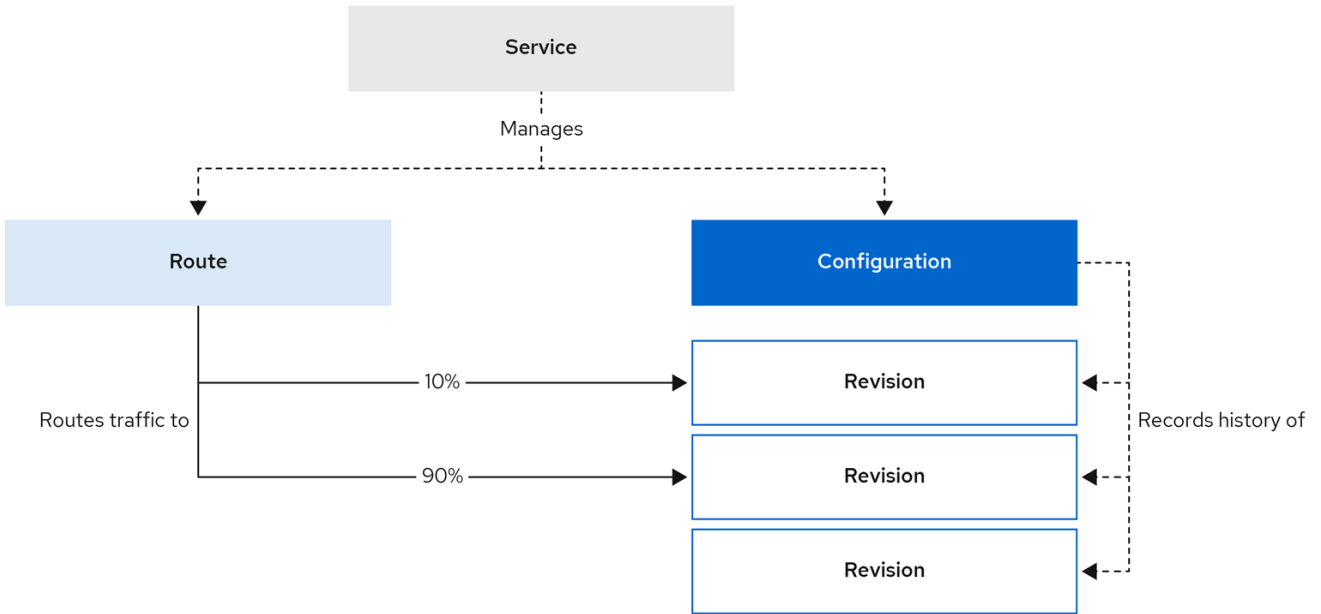 Service
Manages
Route
Configuration
10%
Revision
Routes traffic to
Records history of
90%
Revision
Revision